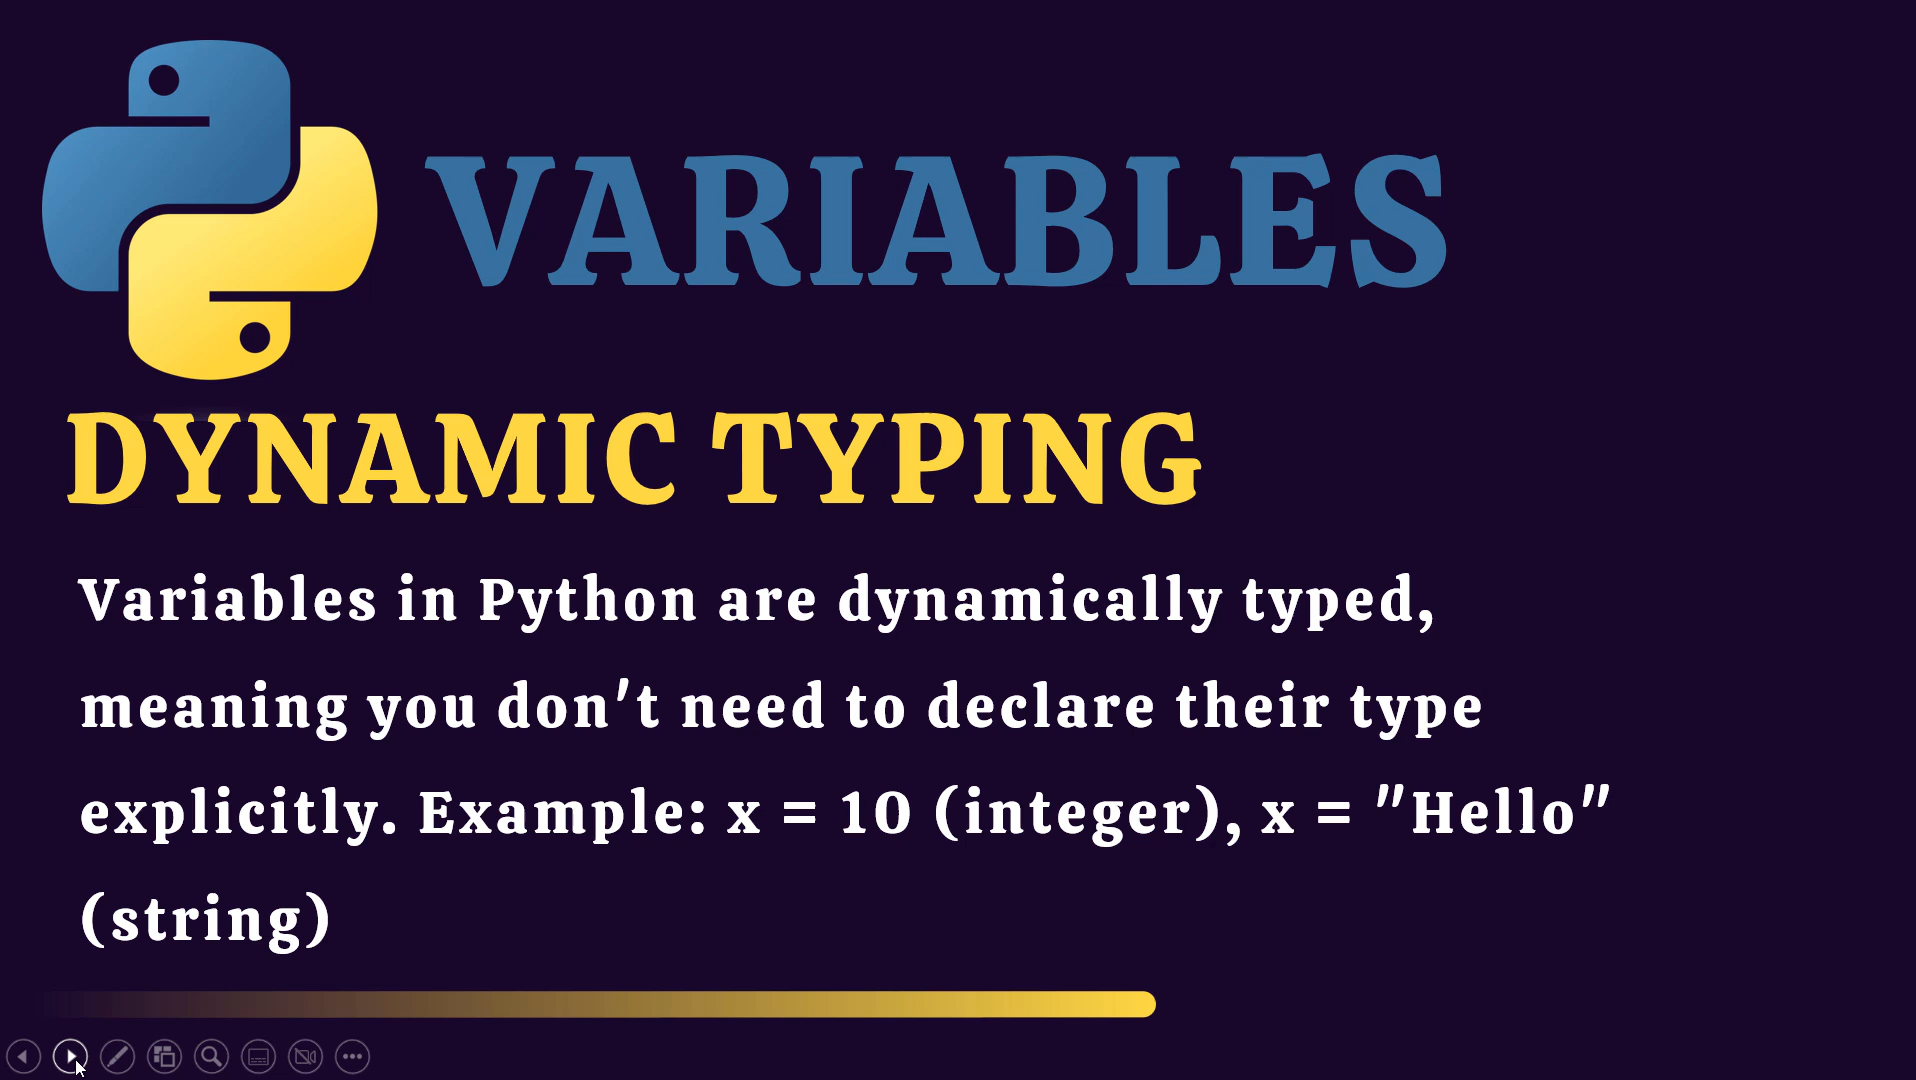 VARIABLES
DYNAMIC TYPING
Variables in Python are dynamically typed,
meaning you don't need to declare their type
explicitly. Example: x = 10 (integer), x = "Hello"
(string)